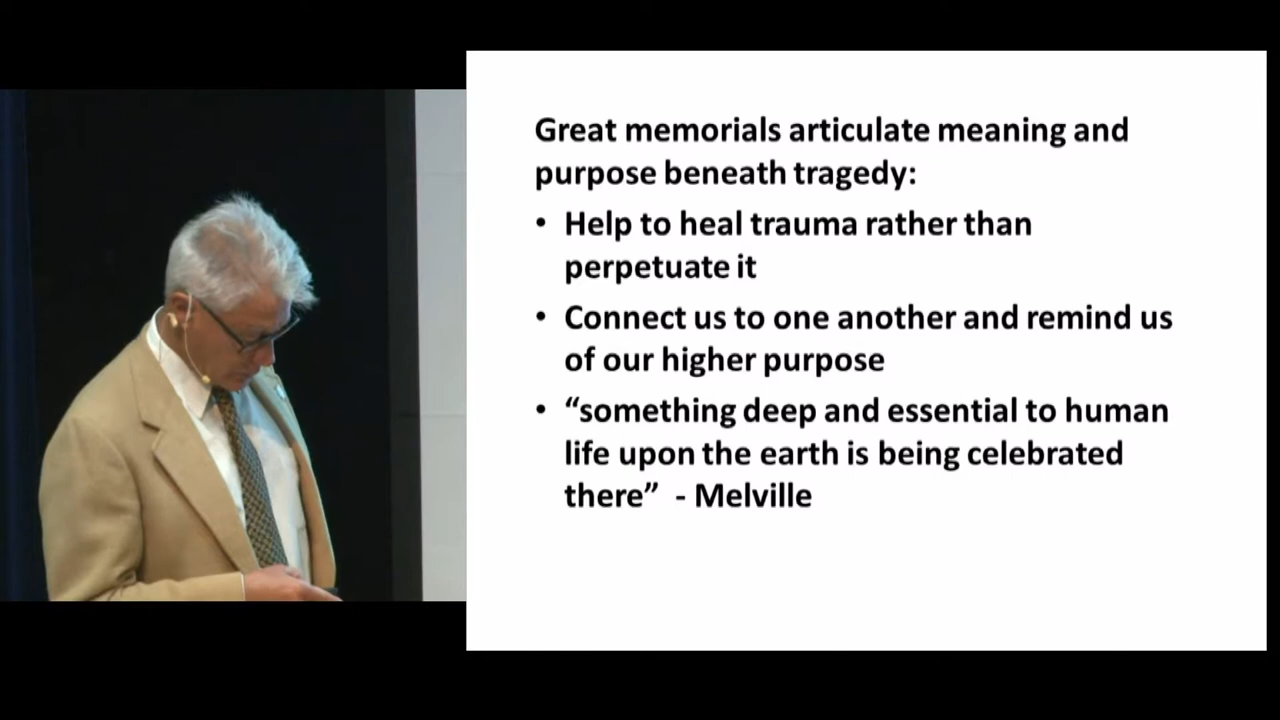 Great memorials articulate meaning and
purpose beneath tragedy:
• Help to heal trauma rather than
perpetuate it
• Connect us to one another and remind us
of our higher purpose
• “something deep and essential to human
life upon the earth is being celebrated
there” - Melville